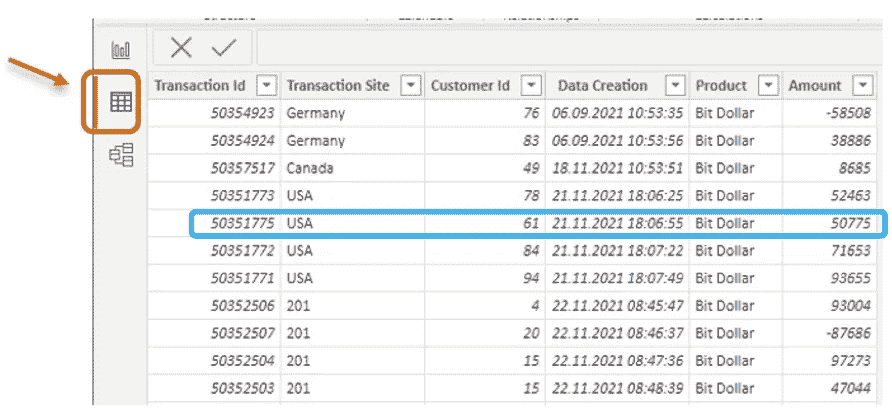 Transaction Id Transaction Site Customer Id Data Creation Product Amount
50354923 Germany 76 06.09.2021 10:53:35 Bit Dollar -58508
50354924 Germany 83 06.09.2021 10:53:56 Bit Dollar 38886
50357517 Canada 49 18.11.2021 10:53:51 Bit Dollar 8685
50351773 USA 78 21.11.2021 18:06:25 Bit Dollar 52463
50351775 USA 61 21.11.2021 18:06:55 Bit Dollar 50775
50351772 USA 84 21.11.2021 18:07:22 Bit Dollar 71653
50351771 USA 94 21.11.2021 18:07:49 Bit Dollar 93655
50352506 201 4 22.11.2021 08:45:47 Bit Dollar 93004
50352507 201 20 22.11.2021 08:46:37 Bit Dollar -87686
50352504 201 15 22.11.2021 08:47:36 Bit Dollar 97273
50352503 201 15 22.11.2021 08:48:39 Bit Dollar 47044